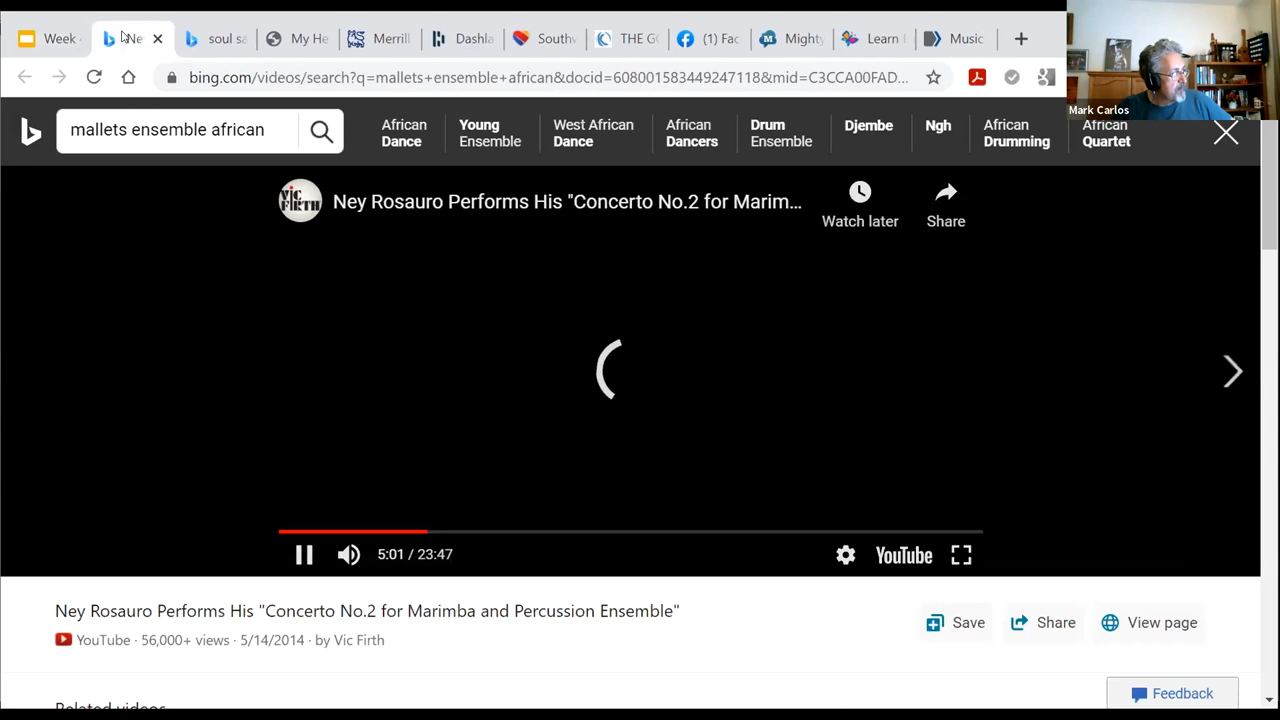 Week
Ne
soul sa
My He
Merrill
Dashla
Southw
THE GO
(1) Fac
Mighty
Learn
Music
bing.com/videos/search?q=mallets+ensemble+african&docid=608001583449247118&mid=C3CCA00FAD...
Mark Carlos
mallets ensemble african
African Dance
Young Ensemble
West African Dance
African Dancers
Drum Ensemble
Djembe
Ngh
African Drumming
African Quartet
VIC FIRTH
Ney Rosauro Performs His "Concerto No.2 for Marim...
Watch later
Share
5:01 / 23:47
YouTube
Ney Rosauro Performs His "Concerto No.2 for Marimba and Percussion Ensemble"
YouTube · 56,000+ views · 5/14/2014 · by Vic Firth
Save
Share
View page
Related videos
Feedback